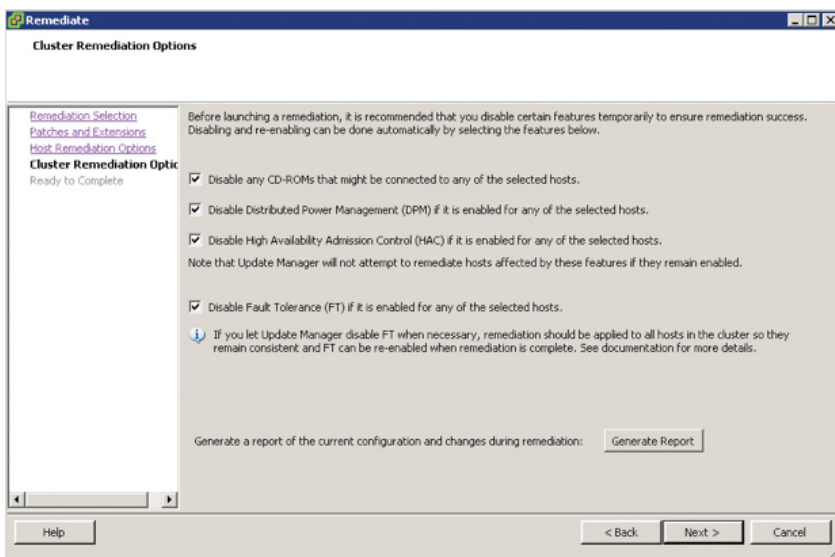 Remediate
Cluster Remediation Options
Remediation Selection
Patches and Extensions
Host Remediation Options
Cluster Remediation Optic
Ready to Complete
Before launching a remediation, it is recommended that you disable certain features temporarily to ensure remediation success.
Disabling and re-enabling can be done automatically by selecting the features below.
Disable any CD-ROMs that might be connected to any of the selected hosts.
Disable Distributed Power Management (DPM) if it is enabled for any of the selected hosts.
Disable High Availability Admission Control (HAC) if it is enabled for any of the selected hosts.
Note that Update Manager will not attempt to remediate hosts affected by these features if they remain enabled.
Disable Fault Tolerance (FT) if it is enabled for any of the selected hosts.
If you let Update Manager disable FT when necessary, remediation should be applied to all hosts in the cluster so they
remain consistent and FT can be re-enabled when remediation is complete. See documentation for more details.
Generate a report of the current configuration and changes during remediation:
Generate Report
Help
< Back
Next >
Cancel